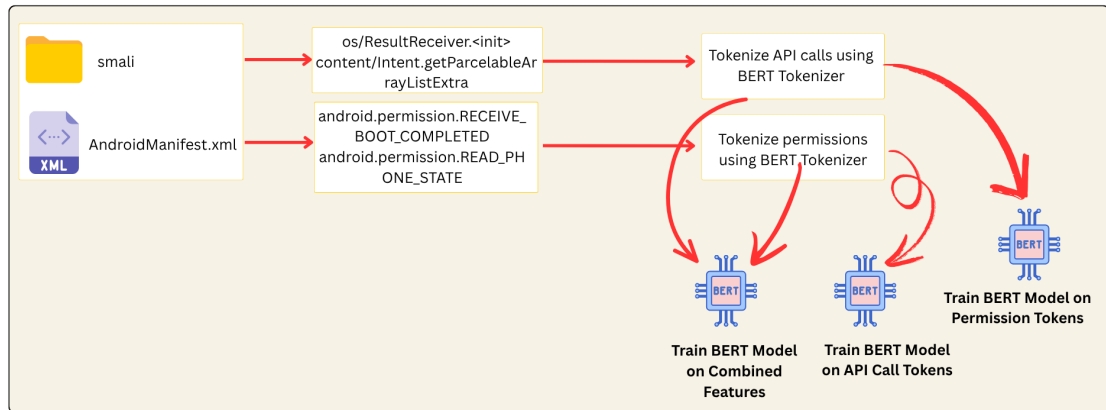 smali
XML
AndroidManifest.xml
os/ResultReceiver.<init>
content/Intent.getParcelableAr
rayListExtra
android.permission.RECEIVE_
BOOT_COMPLETED
android.permission.READ_PH
ONE_STATE
Tokenize API calls using
BERT Tokenizer
Tokenize permissions
using BERT Tokenizer
BERT
Train BERT Model
on Combined
Features
BERT
Train BERT Model
on API Call Tokens
BERT
Train BERT Model on
Permission Tokens